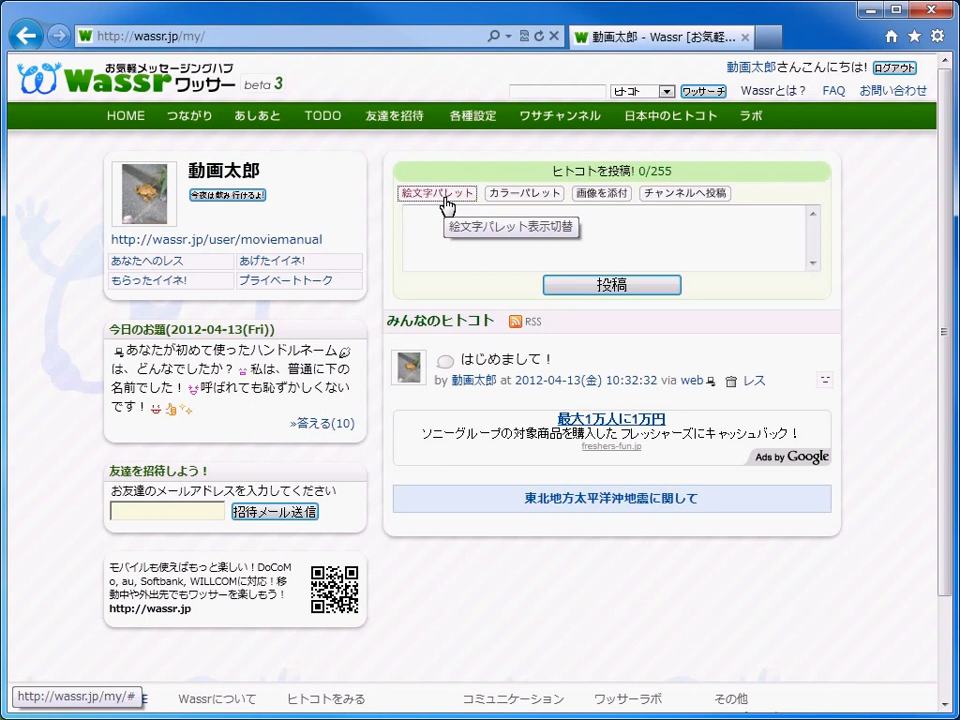 http://wassr.jp/my/
動画太郎 - Wassr [お気軽...
お気軽メッセージングハブ
Wassr ワッサー beta 3
動画太郎さんこんにちは! ログアウト
ヒトコト ワッサーチ Wassrとは? FAQ お問い合わせ
HOME つながり あしあと TODO 友達を招待 各種設定 ワサチャンネル 日本中のヒトコト ラボ
動画太郎
今夜は飲み行けるよ!
http://wassr.jp/user/moviemanual
あなたへのレス あげたイイネ!
もらったイイネ! プライベートトーク
今日のお題(2012-04-13(Fri))
あなたが初めて使ったハンドルネーム
は、どんなでしたか? 私は、普通に下の
名前でした! 呼ばれても恥ずかしくない
です!
»答える(10)
友達を招待しよう!
お友達のメールアドレスを入力してください
招待メール送信
モバイルも使えばもっと楽しい!DoCoM
o, au, Softbank, WILLCOMに対応!移
動中や外出先でもワッサーを楽しもう!
http://wassr.jp
ヒトコトを投稿! 0/255
絵文字パレット カラーパレット 画像を添付 チャンネルへ投稿
絵文字パレット表示切替
投稿
みんなのヒトコト RSS
はじめまして!
by 動画太郎 at 2012-04-13(金) 10:32:32 via web レス
最大1万人に1万円
ソニーグループの対象商品を購入した フレッシャーズにキャッシュバック!
freshers-fun.jp
Ads by Google
東北地方太平洋沖地震に関して
http://wassr.jp/my/#
E Wassrについて ヒトコトをみる コミュニケーション ワッサーラボ その他